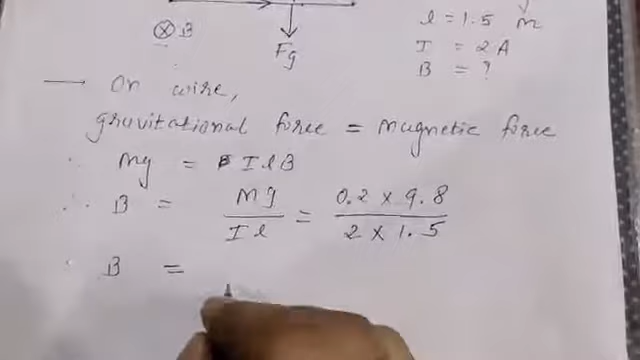 l = 1.5 m
⊗ B
I = 2 A
Fg
B = ?
→ On wire,
gravitational force = magnetic force
∴ mg = IlB
∴ B = mg / Il = 0.2 × 9.8 / 2 × 1.5
∴ B =